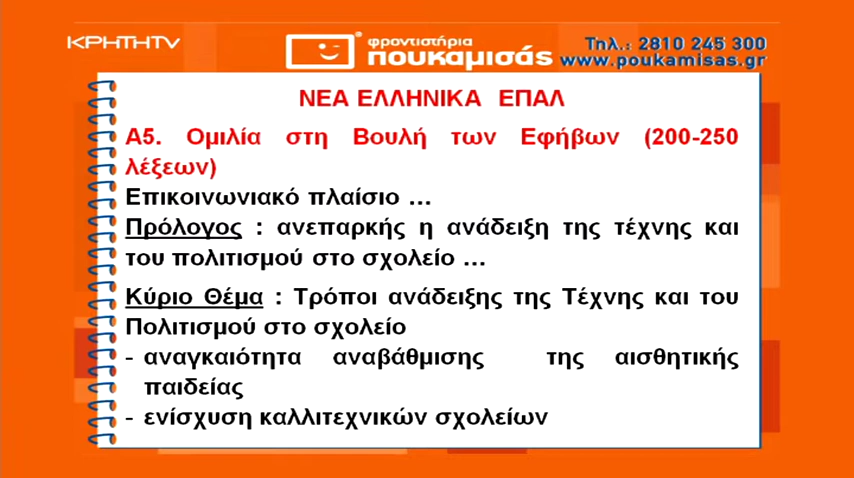 ΚΡΗΤΗTV
φροντιστήρια
πουκαμισάς
Τηλ.: 2810 245 300
www.poukamisas.gr
ΝΕΑ ΕΛΛΗΝΙΚΑ ΕΠΑΛ
Α5. Ομιλία στη Βουλή των Εφήβων (200-250
λέξεων)
Επικοινωνιακό πλαίσιο ...
Πρόλογος : ανεπαρκής η ανάδειξη της τέχνης και
του πολιτισμού στο σχολείο ...
Κύριο Θέμα : Τρόποι ανάδειξης της Τέχνης και του
Πολιτισμού στο σχολείο
- αναγκαιότητα αναβάθμισης της αισθητικής
παιδείας
- ενίσχυση καλλιτεχνικών σχολείων